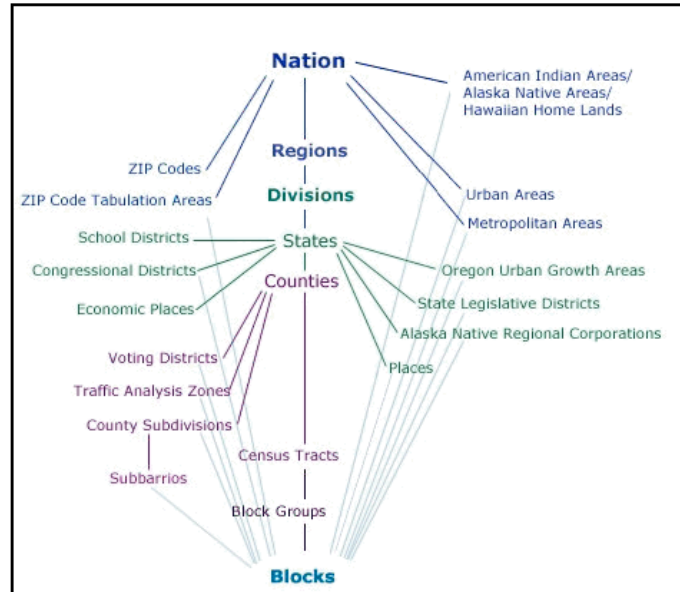 Nation
American Indian Areas/
Alaska Native Areas/
Hawaiian Home Lands
Regions
ZIP Codes
Divisions
Urban Areas
ZIP Code Tabulation Areas
Metropolitan Areas
School Districts
States
Congressional Districts
Oregon Urban Growth Areas
Counties
Economic Places
State Legislative Districts
Alaska Native Regional Corporations
Voting Districts
Places
Traffic Analysis Zones
County Subdivisions
Census Tracts
Subbarrios
Block Groups
Blocks